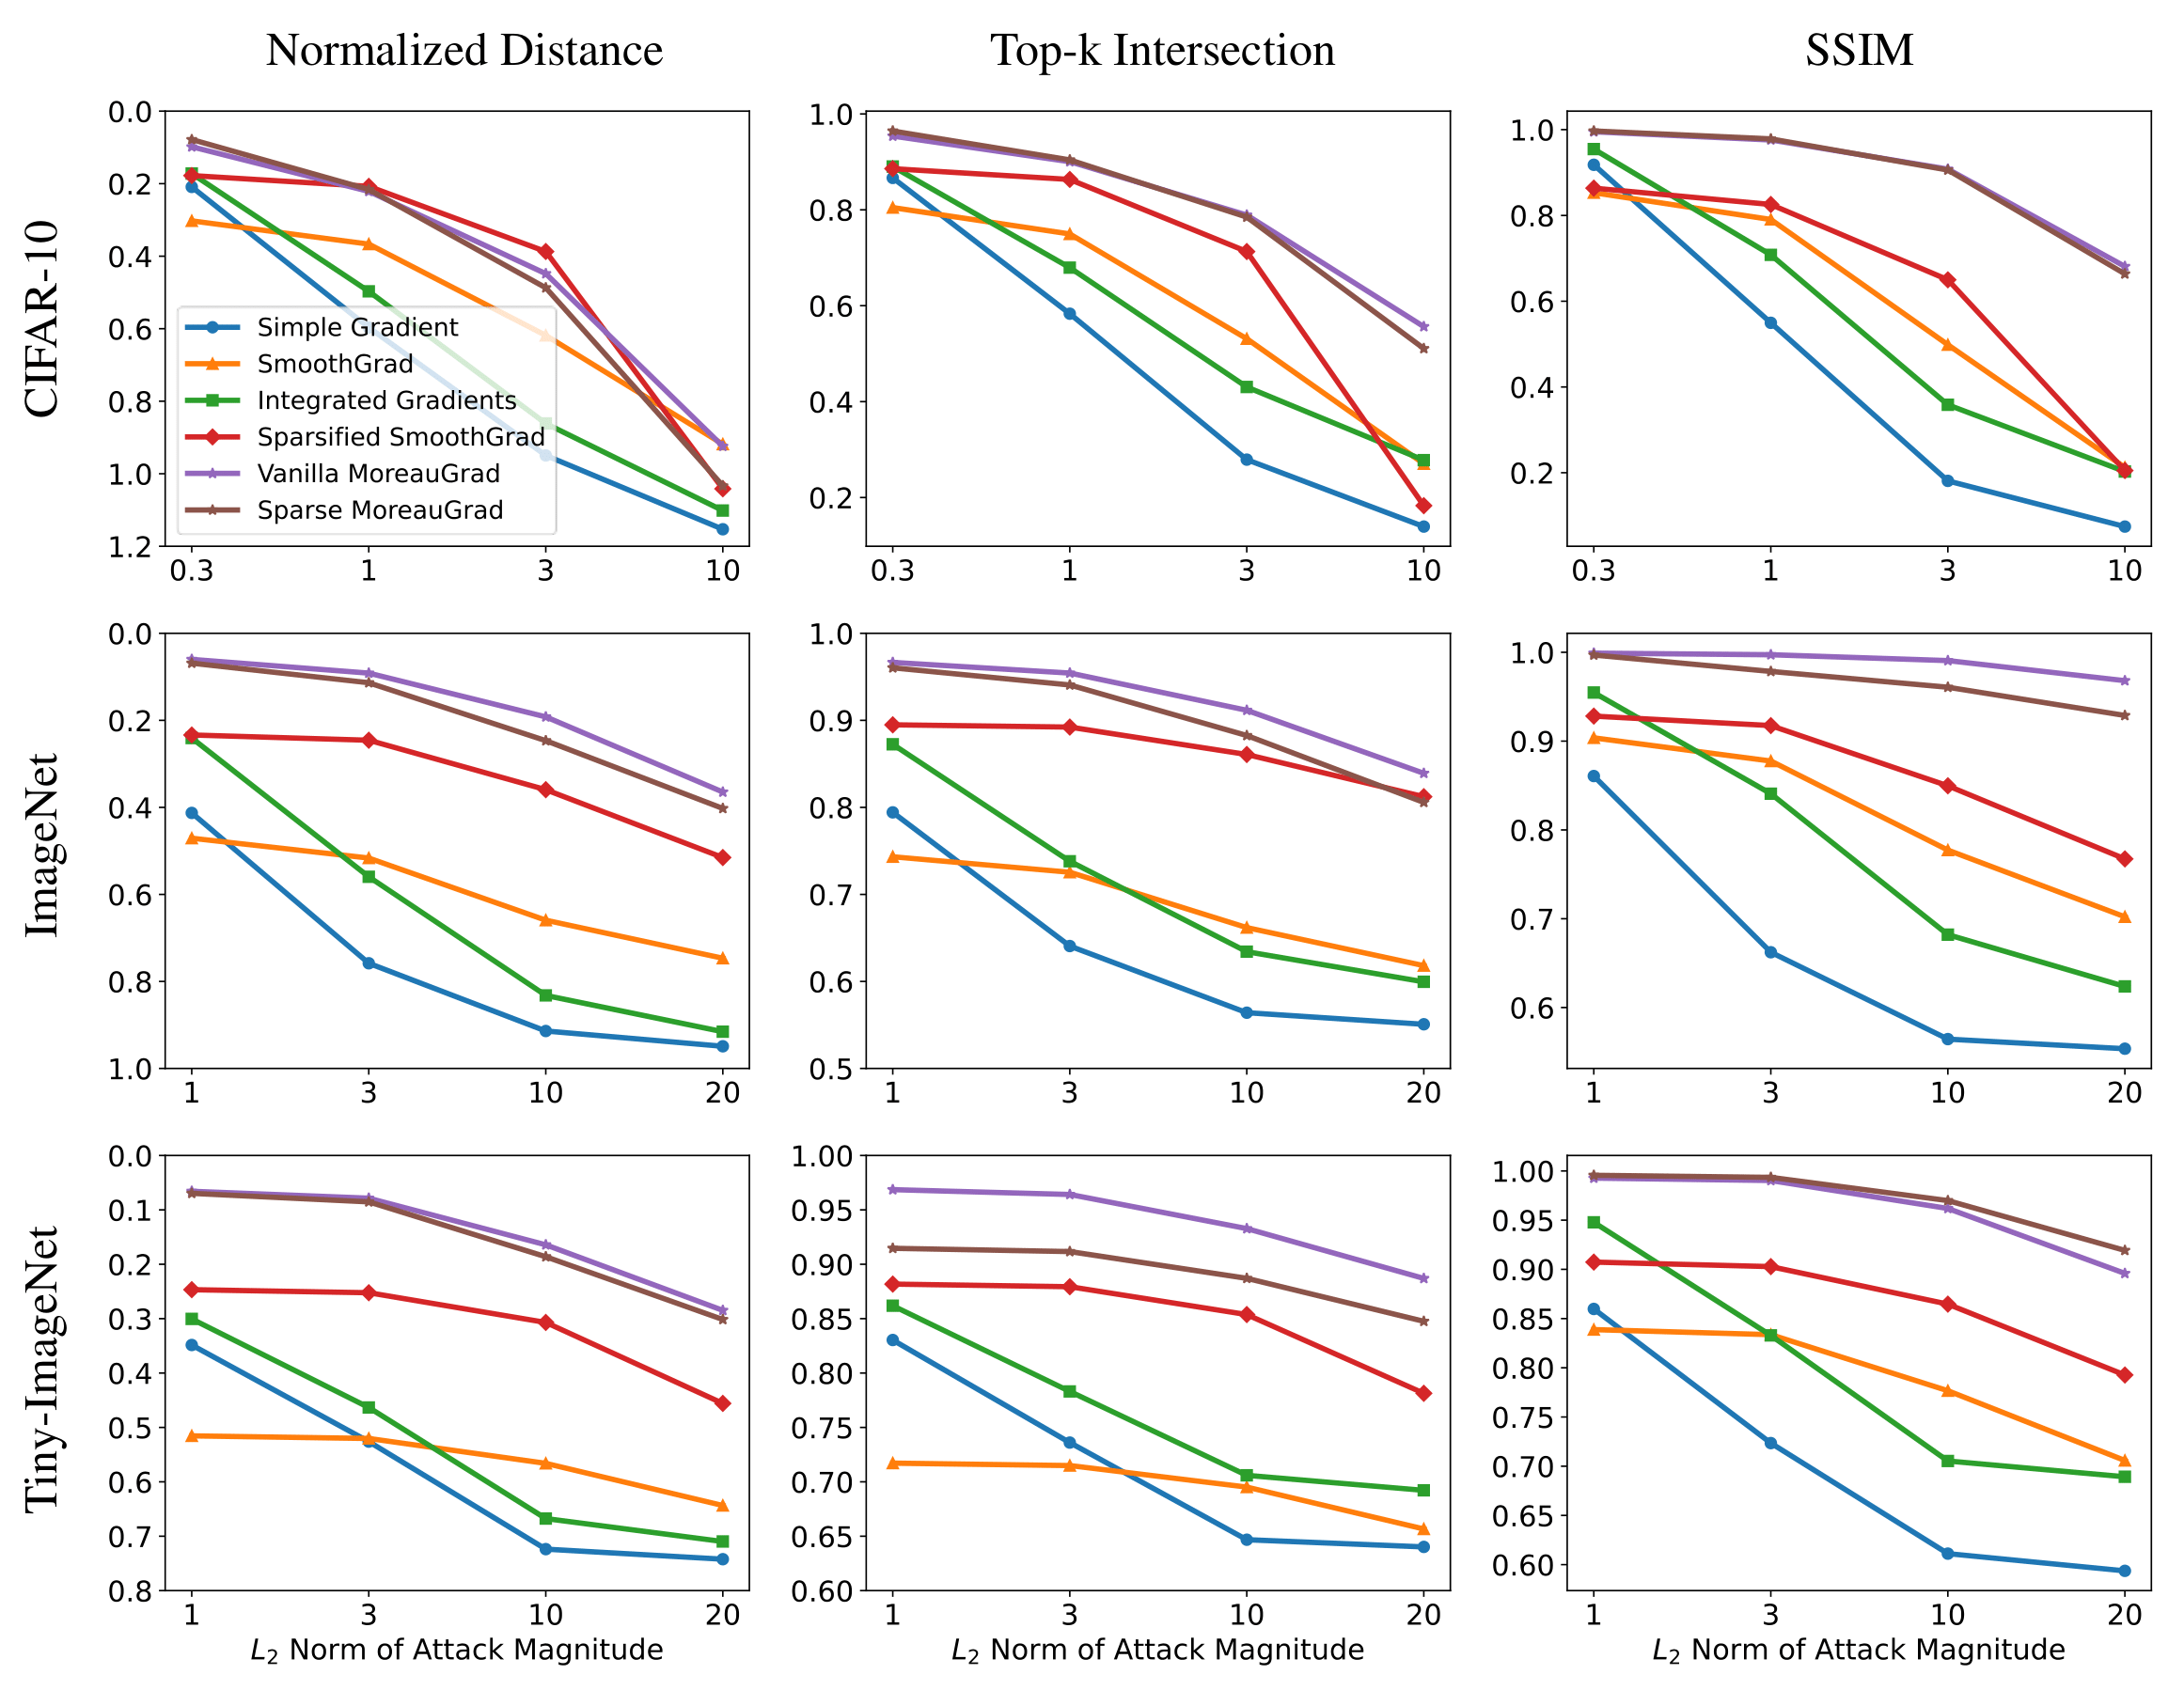 Normalized Distance Top-k Intersection SSIM
CIFAR-10
0.0
0.2
0.4
0.6
0.8
1.0
1.2
0.3 1 3 10
Simple Gradient
SmoothGrad
Integrated Gradients
Sparsified SmoothGrad
Vanilla MoreauGrad
Sparse MoreauGrad
1.0
0.8
0.6
0.4
0.2
0.3 1 3 10
1.0
0.8
0.6
0.4
0.2
0.3 1 3 10
ImageNet
0.0
0.2
0.4
0.6
0.8
1.0
1 3 10 20
1.0
0.9
0.8
0.7
0.6
0.5
1 3 10 20
1.0
0.9
0.8
0.7
0.6
1 3 10 20
Tiny-ImageNet
0.0
0.1
0.2
0.3
0.4
0.5
0.6
0.7
0.8
1 3 10 20
L2 Norm of Attack Magnitude
1.00
0.95
0.90
0.85
0.80
0.75
0.70
0.65
0.60
1 3 10 20
L2 Norm of Attack Magnitude
1.00
0.95
0.90
0.85
0.80
0.75
0.70
0.65
0.60
1 3 10 20
L2 Norm of Attack Magnitude